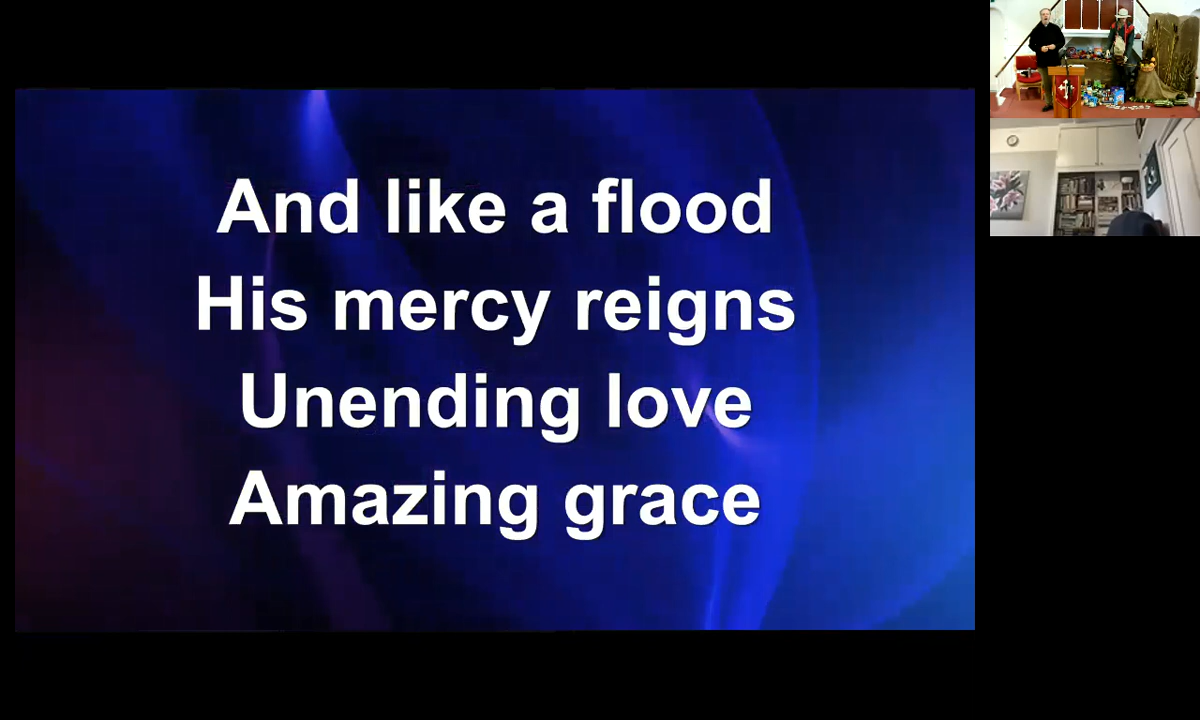 And like a flood
His mercy reigns
Unending love
Amazing grace